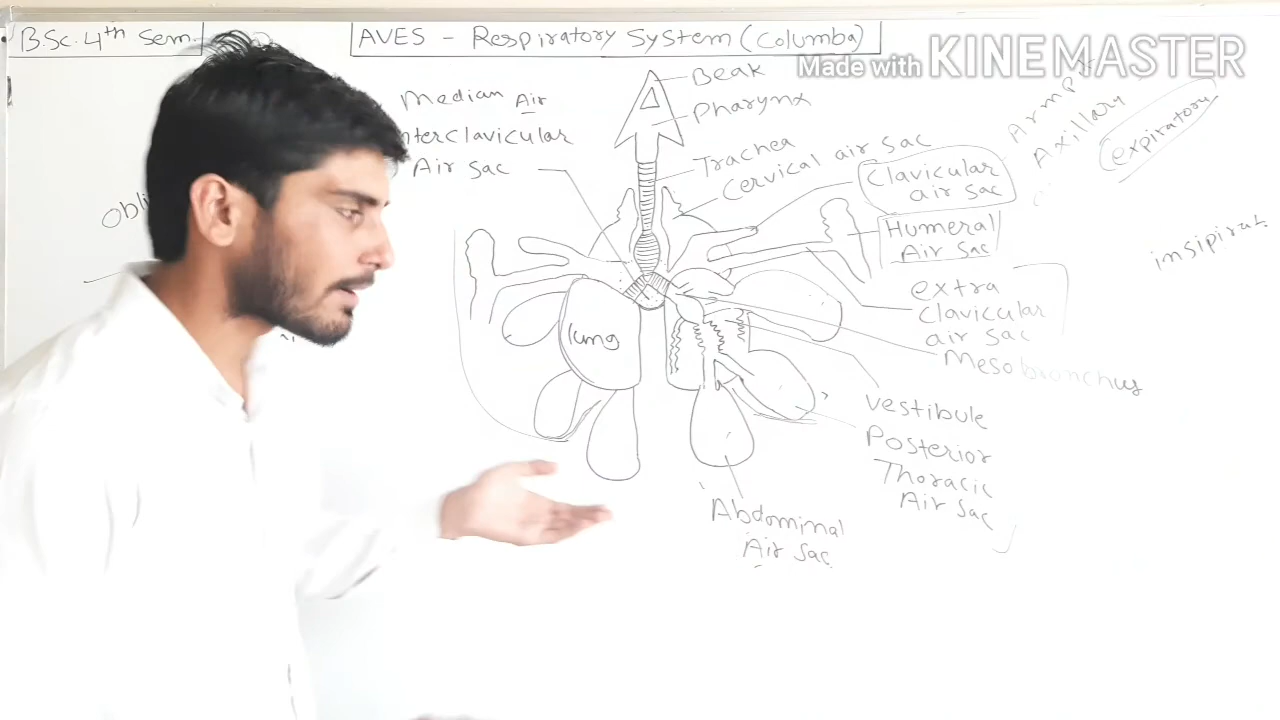 B.Sc. 4th Sem.
AVES - Respiratory System (Columba)
Made with KINEMASTER
Median Air
nterclavicular
Air sac
Beak
Pharynx
Trachea
Cervical air sac
Clavicular
air sac
Humeral
Air sac
extra
Clavicular
air sac
Mesobronchus
Vestibule
Posterior
Thoracic
Air sac
Abdominal
Air sac
lung
Axillary
expiratory
insipirat
Obli